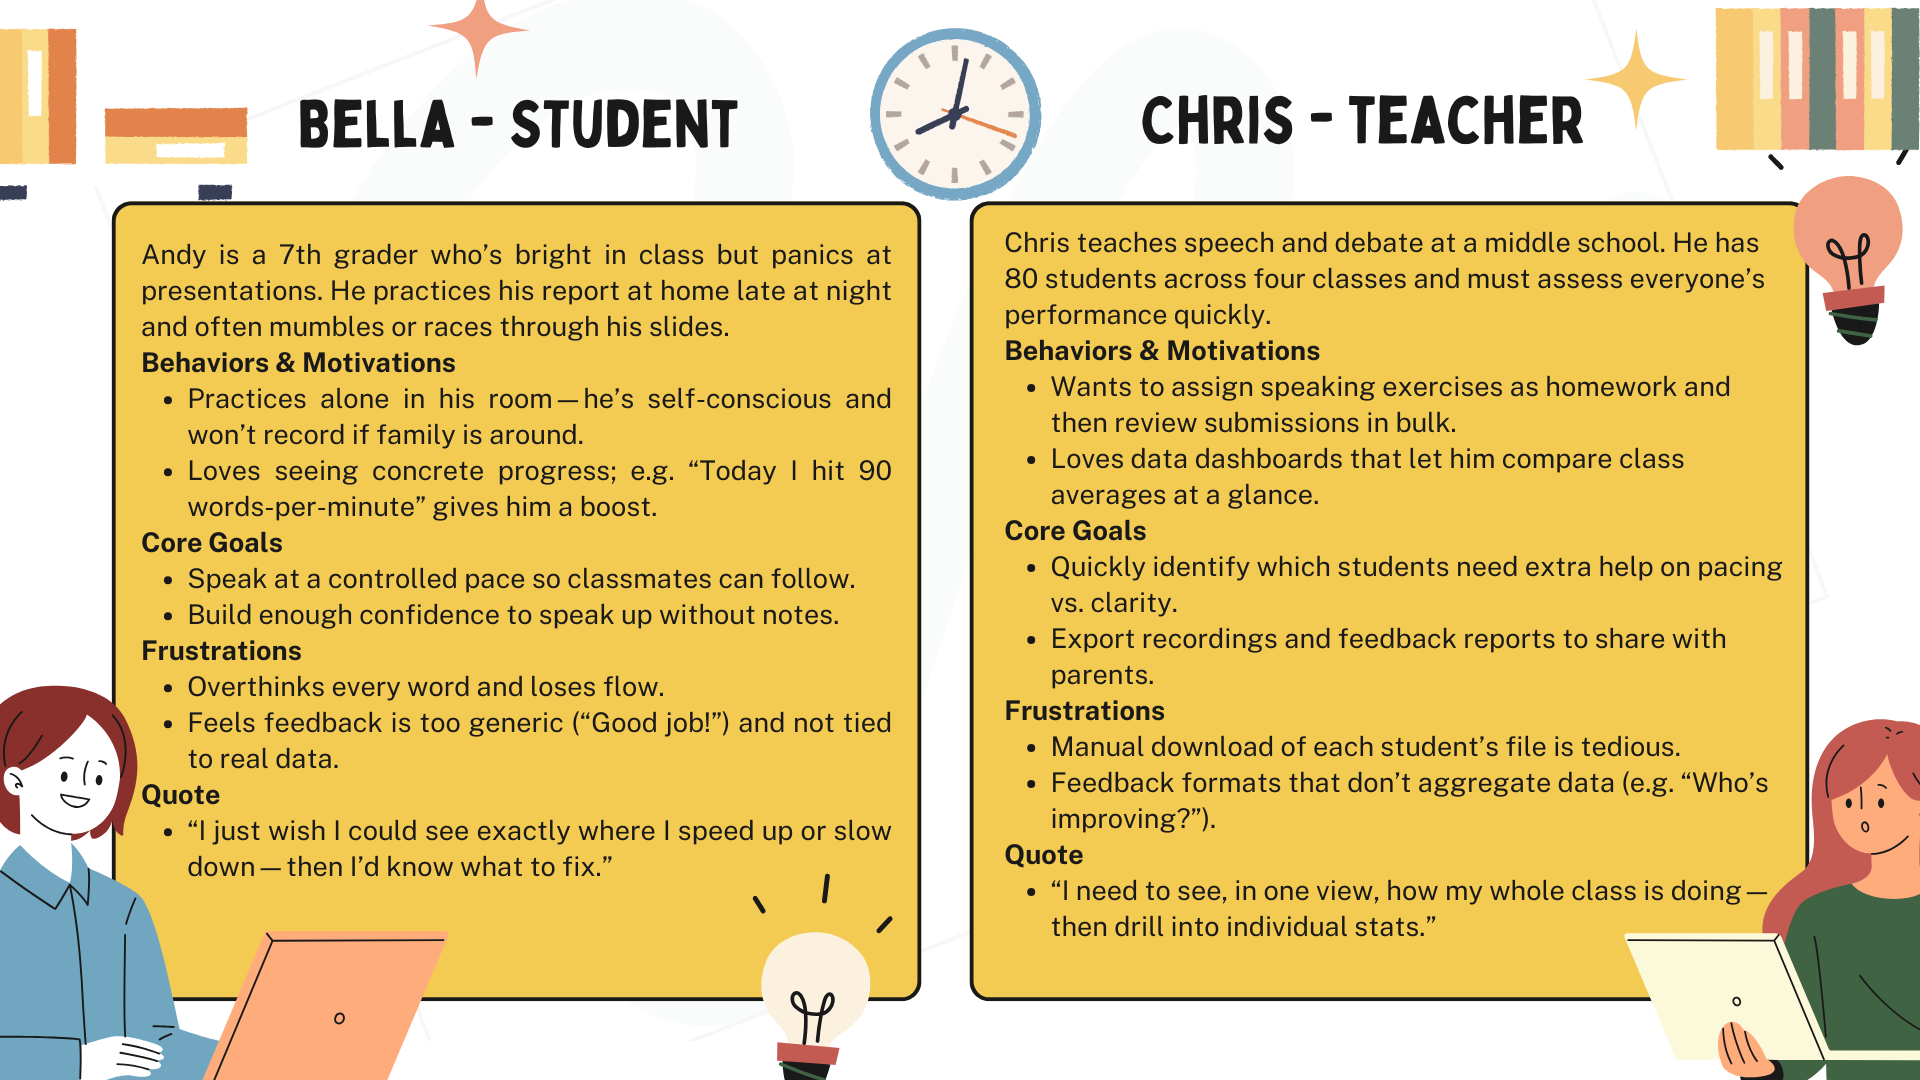 BELLA - STUDENT
Andy is a 7th grader who’s bright in class but panics at
presentations. He practices his report at home late at night
and often mumbles or races through his slides.
Behaviors & Motivations
• Practices alone in his room—he’s self-conscious and
won’t record if family is around.
• Loves seeing concrete progress; e.g. “Today I hit 90
words-per-minute” gives him a boost.
Core Goals
• Speak at a controlled pace so classmates can follow.
• Build enough confidence to speak up without notes.
Frustrations
• Overthinks every word and loses flow.
• Feels feedback is too generic (“Good job!”) and not tied
to real data.
Quote
• “I just wish I could see exactly where I speed up or slow
down—then I’d know what to fix.”
CHRIS - TEACHER
Chris teaches speech and debate at a middle school. He has
80 students across four classes and must assess everyone’s
performance quickly.
Behaviors & Motivations
• Wants to assign speaking exercises as homework and
then review submissions in bulk.
• Loves data dashboards that let him compare class
averages at a glance.
Core Goals
• Quickly identify which students need extra help on pacing
vs. clarity.
• Export recordings and feedback reports to share with
parents.
Frustrations
• Manual download of each student’s file is tedious.
• Feedback formats that don’t aggregate data (e.g. “Who’s
improving?”).
Quote
• “I need to see, in one view, how my whole class is doing—
then drill into individual stats.”